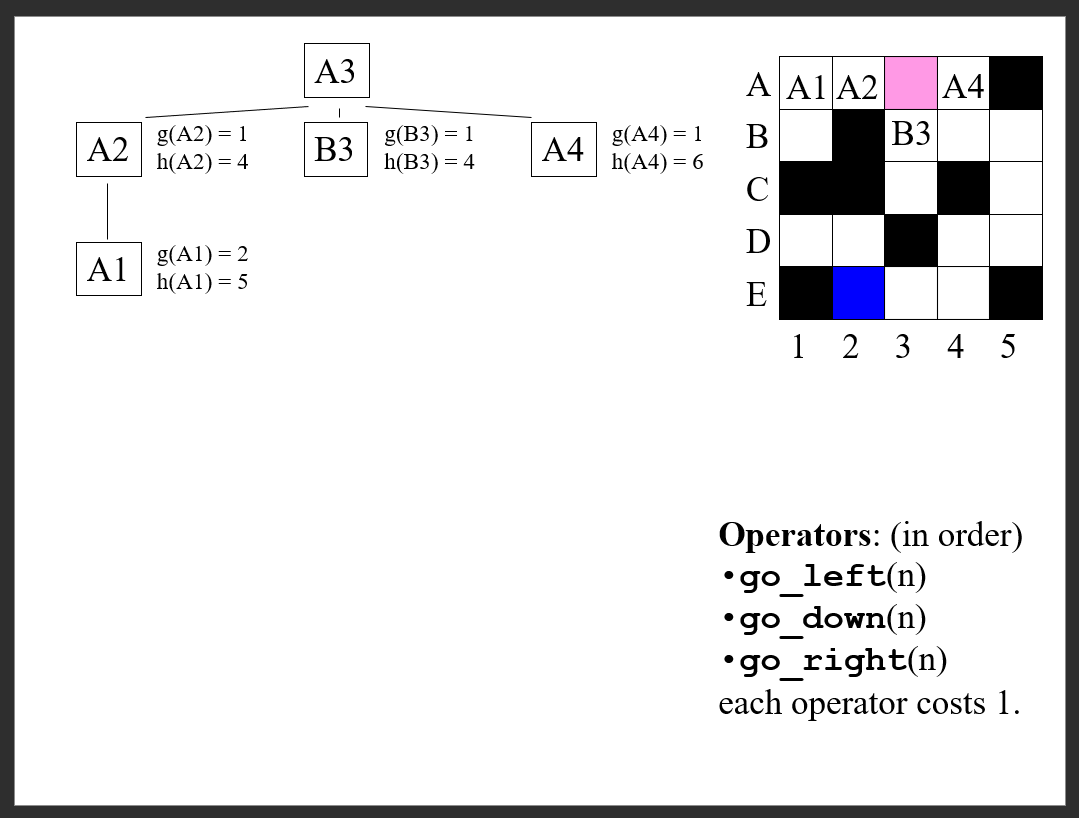 A3
A2
g(A2) = 1
h(A2) = 4
B3
g(B3) = 1
h(B3) = 4
A4
g(A4) = 1
h(A4) = 6
A1
g(A1) = 2
h(A1) = 5
A A1 A2 A4
B B3
C
D
E
1 2 3 4 5
Operators: (in order)
•go_left(n)
•go_down(n)
•go_right(n)
each operator costs 1.